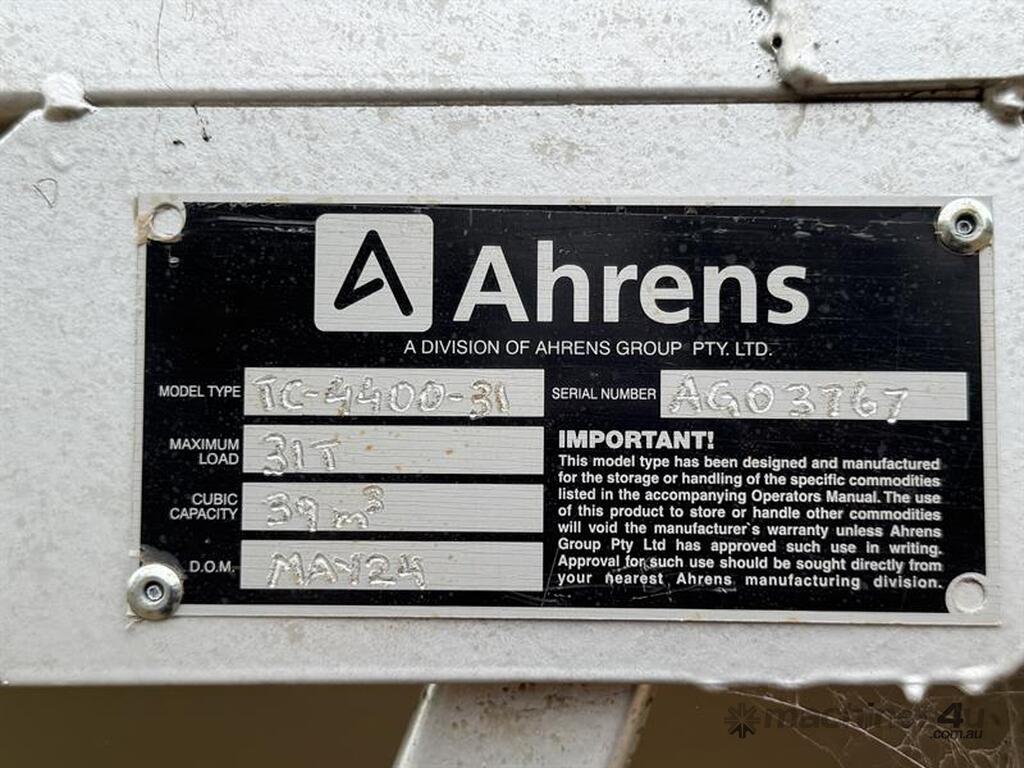 Ahrens
A DIVISION OF AHRENS GROUP PTY. LTD.
MODEL TYPE TC-4400-31
SERIAL NUMBER AG03767
MAXIMUM
LOAD 31T
CUBIC
CAPACITY 39m³
D.O.M. MAY24
IMPORTANT!
This model type has been designed and manufactured
for the storage or handling of the specific commodities
listed in the accompanying Operators Manual. The use
of this product to store or handle other commodities
will void the manufacturer`s warranty unless Ahrens
Group Pty Ltd has approved such use in writing.
Approval for such use should be sought directly from
your nearest Ahrens manufacturing division.
machines4u
.com.au